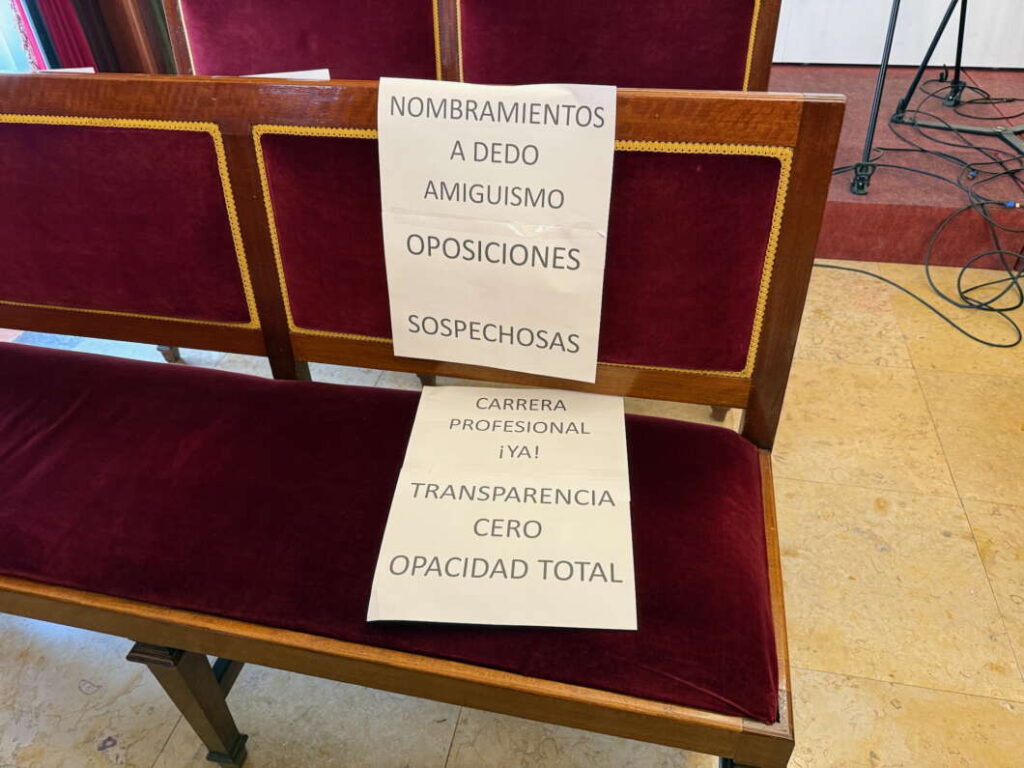 NOMBRAMIENTOS
A DEDO
AMIGUISMO
OPOSICIONES
SOSPECHOSAS
CARRERA
PROFESIONAL
¡YA!
TRANSPARENCIA
CERO
OPACIDAD TOTAL